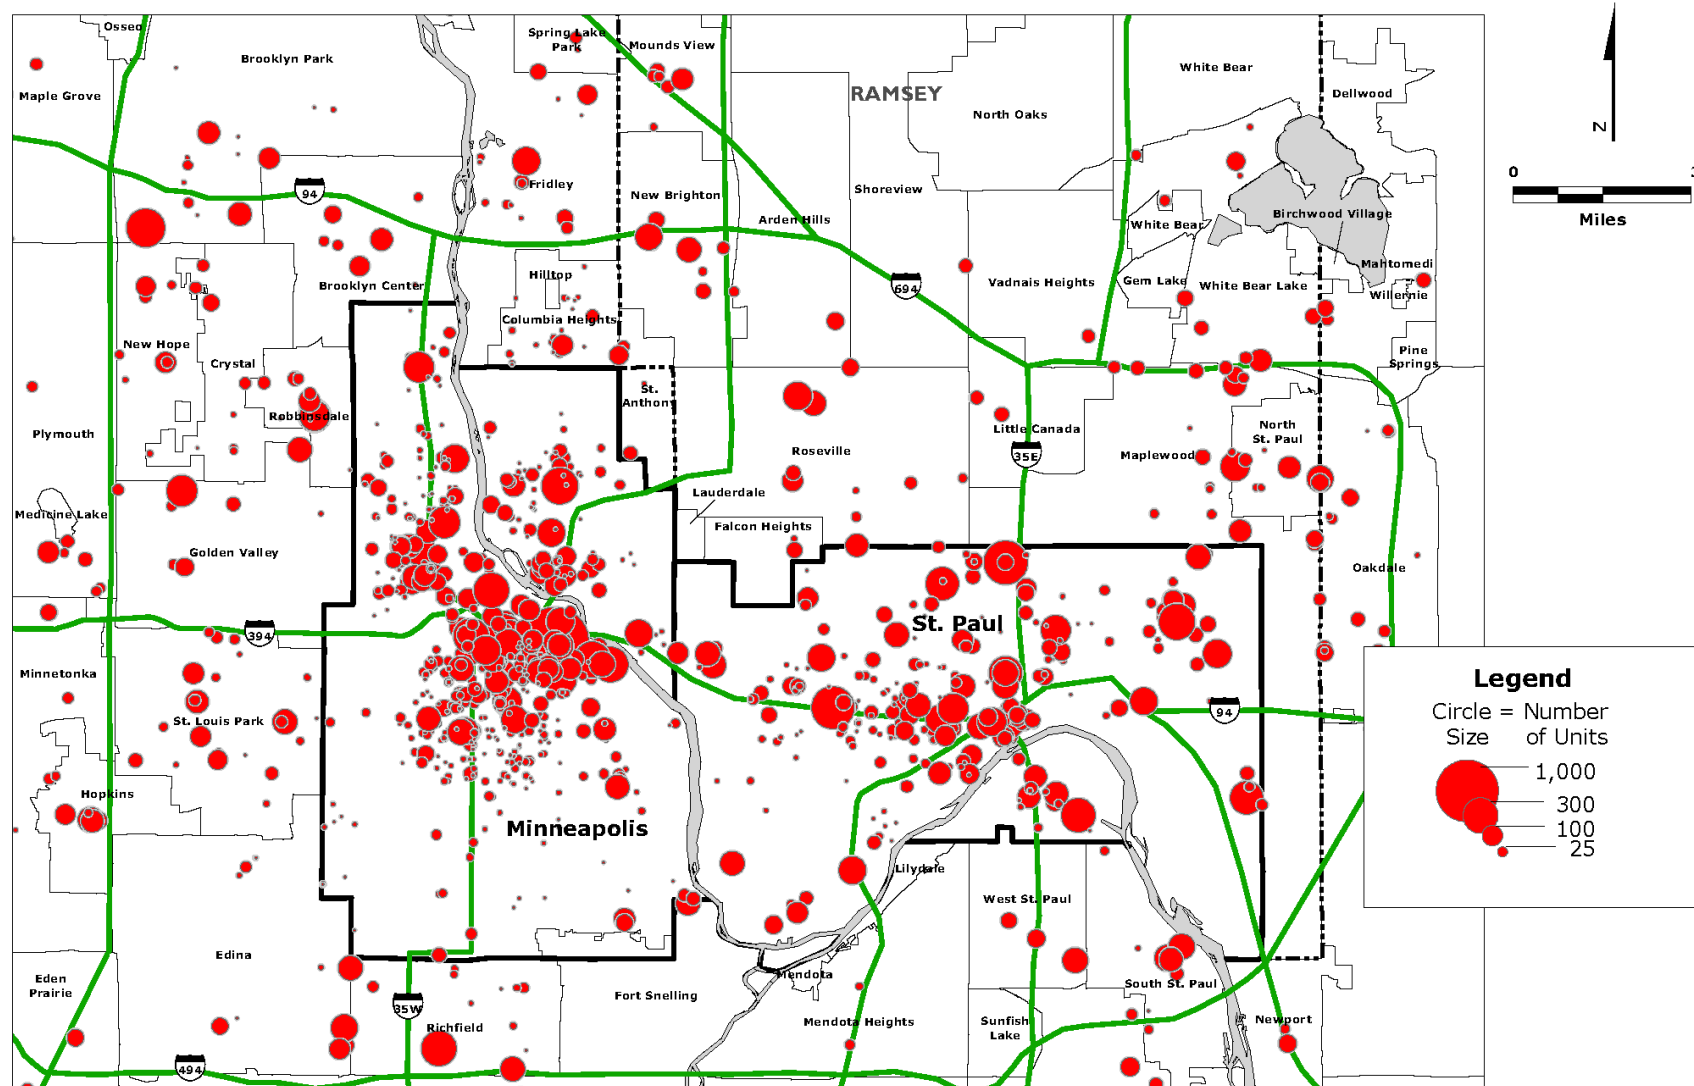 Osseo
Brooklyn Park
Spring Lake
Park
Mounds View
White Bear
Maple Grove
RAMSEY
Dellwood
North Oaks
N
94
Fridley
New Brighton
Shoreview
0
3
Miles
Arden Hills
White Bear
Birchwood Village
Hilltop
Brooklyn Center
694
Vadnais Heights
Gem Lake
White Bear Lake
Mahtomedi
Willernie
Columbia Heights
New Hope
Crystal
Pine
Springs
St.
Anthony
Robbinsdale
Plymouth
Roseville
Little Canada
North
St. Paul
35E
Maplewood
Lauderdale
Medicine Lake
Falcon Heights
Golden Valley
Oakdale
394
St. Paul
Minnetonka
St. Louis Park
94
Legend
Circle = Number
Size of Units
1,000
300
100
25
Hopkins
Minneapolis
Lilydale
West St. Paul
Edina
Eden
Prairie
Mendota
South St. Paul
Fort Snelling
35W
Richfield
Mendota Heights
Sunfish
Lake
Newport
494